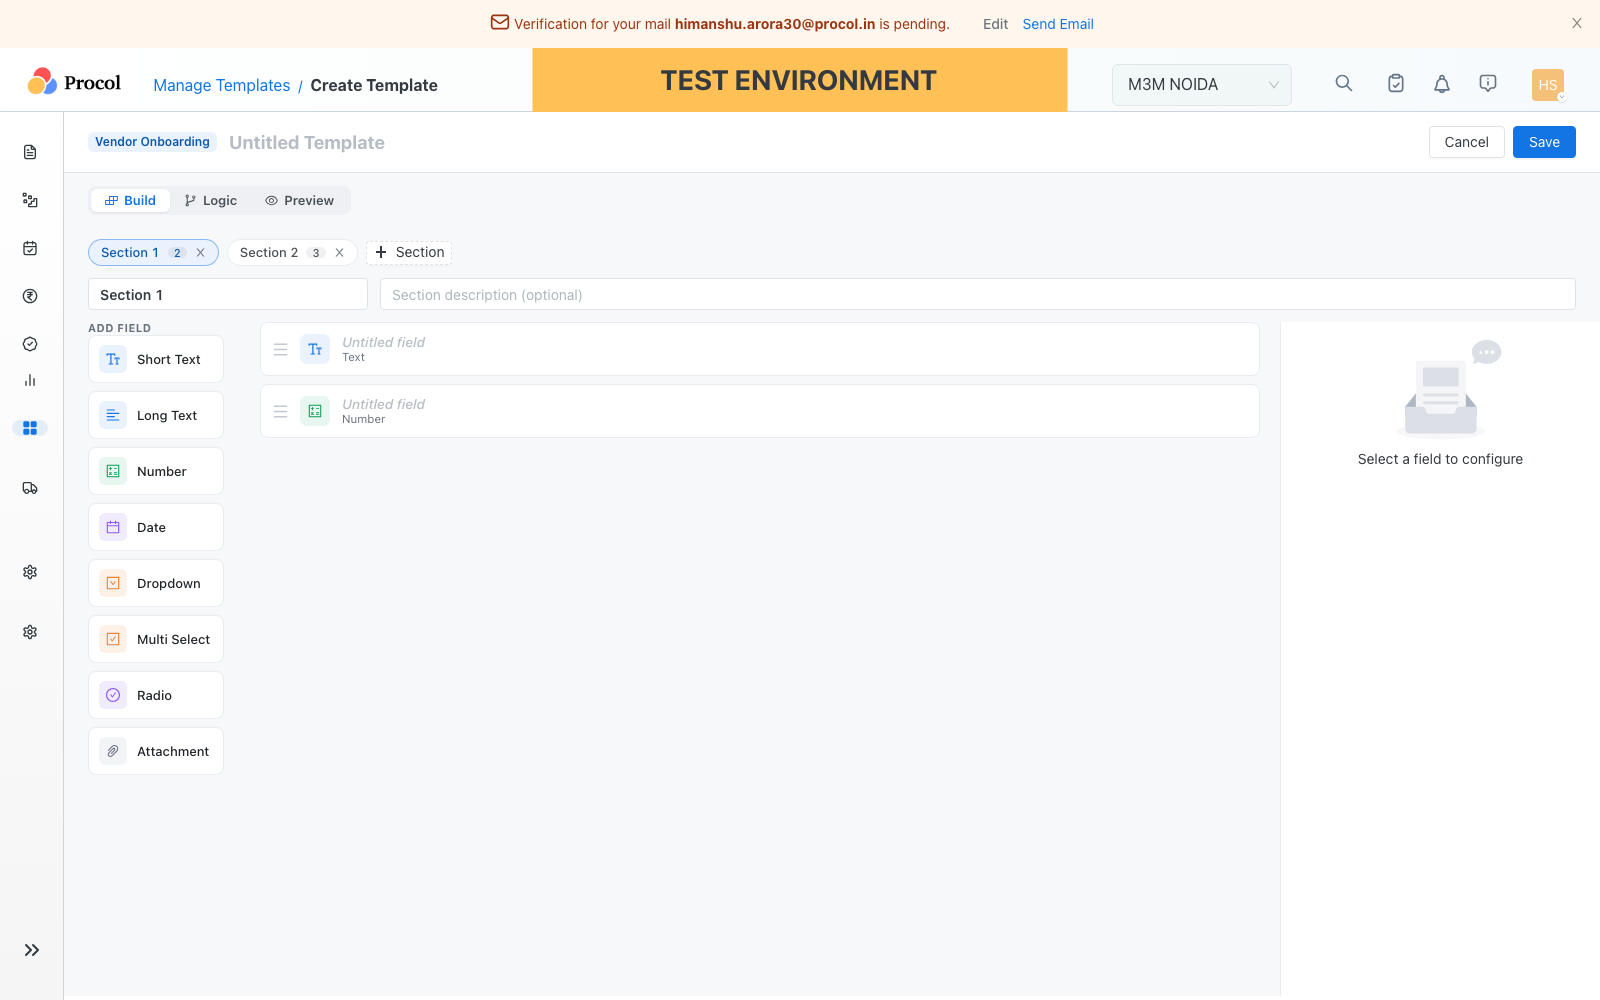 Verification for your mail himanshu.arora30@procol.in is pending. Edit Send Email
Procol
Manage Templates / Create Template
TEST ENVIRONMENT
M3M NOIDA
HS
Vendor Onboarding
Untitled Template
Cancel
Save
Build
Logic
Preview
Section 1 2
Section 2 3
+ Section
Section 1
Section description (optional)
ADD FIELD
Short Text
Long Text
Number
Date
Dropdown
Multi Select
Radio
Attachment
Untitled field
Text
Untitled field
Number
Select a field to configure